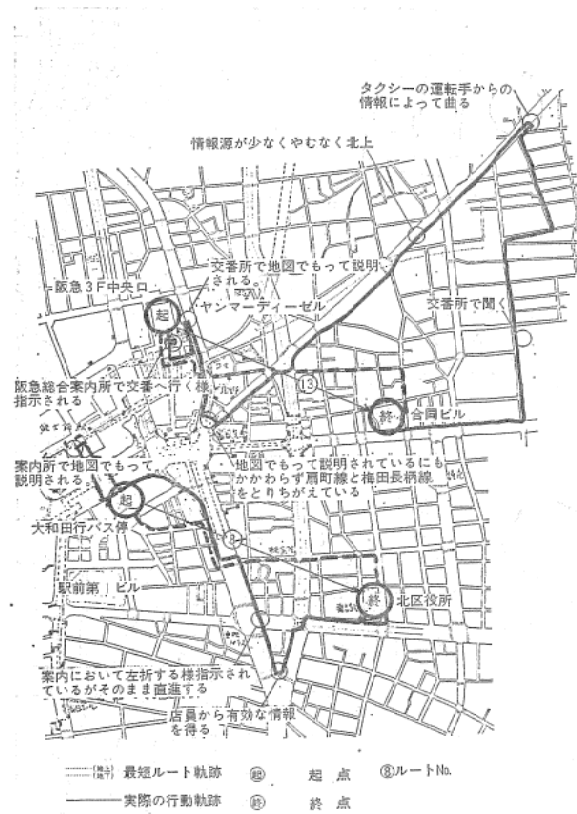 タクシーの運転手からの
情報によって曲る
情報源が少なくやむなく北上
交番所で地図でもって説明
される。
阪急3F中央口
ヤンマーディーゼル
起
交番所で聞く
阪急総合案内所で交番へ行く様
指示される
13
終
合同ビル
案内所で地図でもって
説明される。
地図でもって説明されているにも
かかわらず扇町線と梅田長柄線
をとりちがえている
起
大和田行バス停
8
駅前第1ビル
終
北区役所
案内において左折する様指示され
ているがそのまま直進する
店員から有効な情報
を得る
地上
地下
最短ルート軌跡
起
起点
⑧ルートNo.
実際の行動軌跡
終
終点